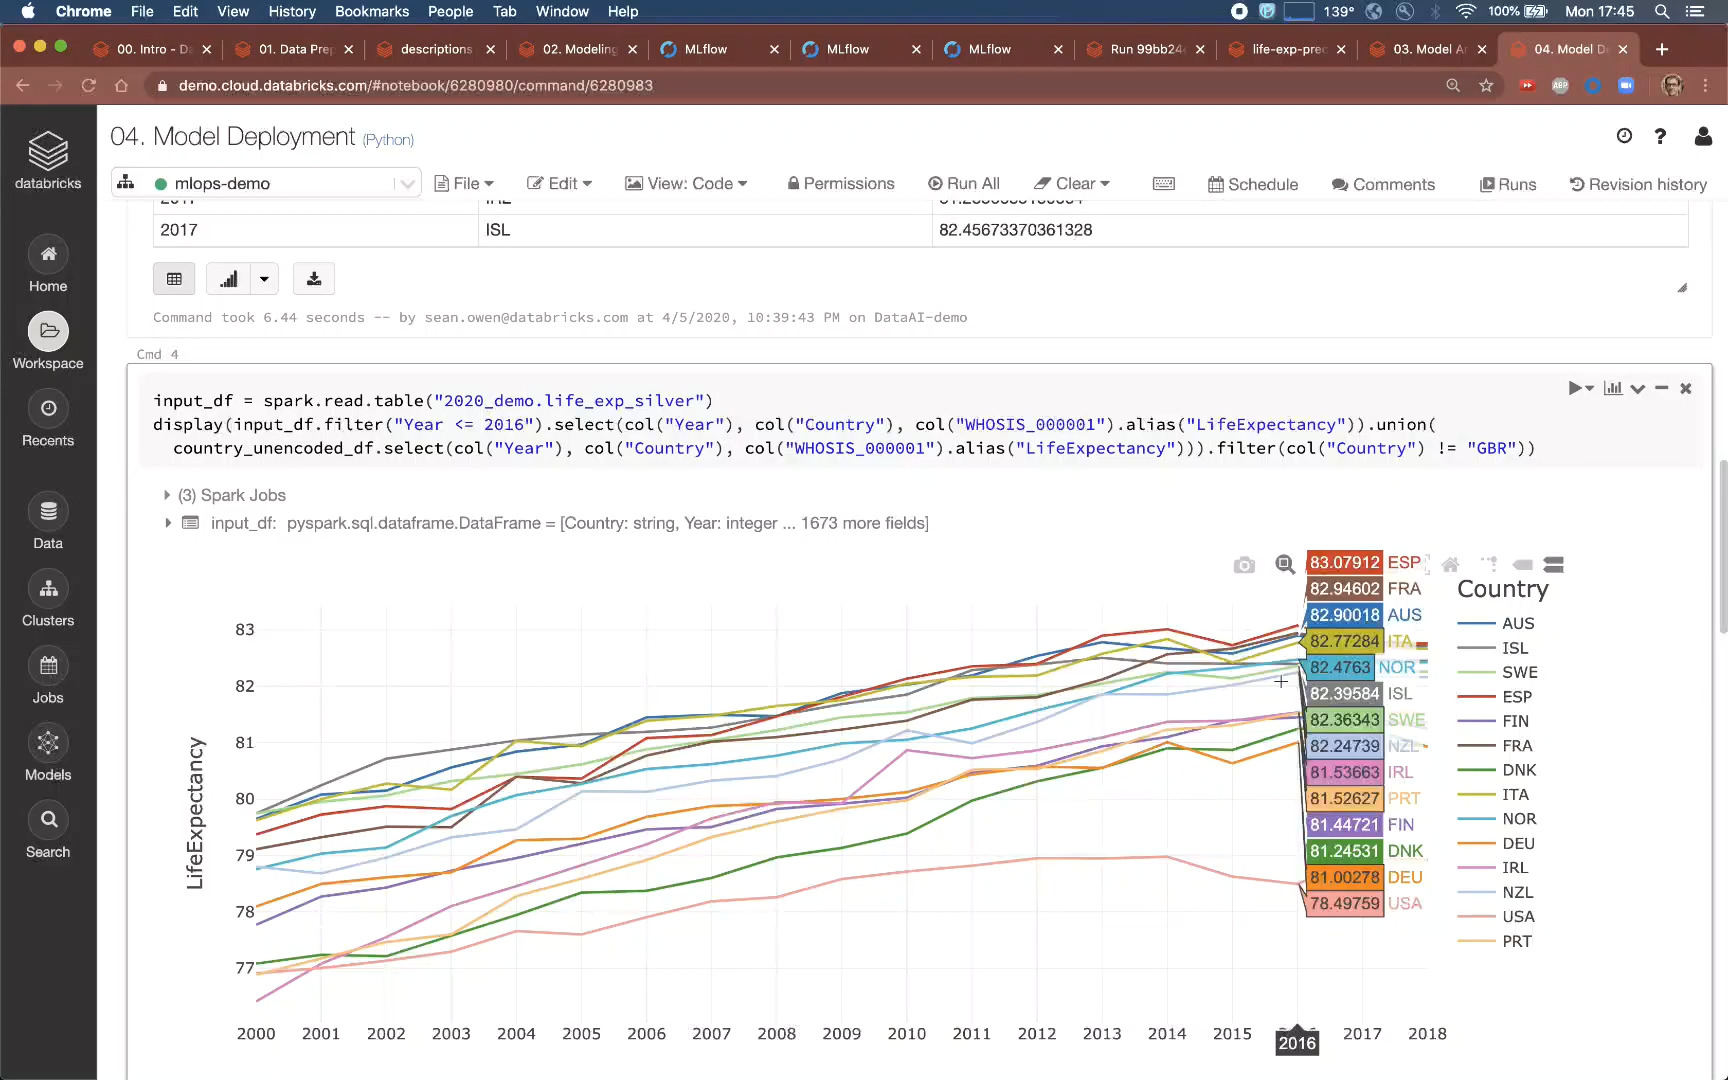 Chrome File Edit View History Bookmarks People Tab Window Help 139° 100% Mon 17:45
00. Intro - Da 01. Data Prep descriptions 02. Modeling MLflow MLflow MLflow Run 99bb24 life-exp-pred 03. Model Ar 04. Model De
demo.cloud.databricks.com/#notebook/6280980/command/6280983 ABP
databricks
04. Model Deployment (Python)
mlops-demo File Edit View: Code Permissions Run All Clear Schedule Comments Runs Revision history
Home
Workspace
Recents
Data
Clusters
Jobs
Models
Search
2017 ISL 82.45673370361328
Command took 6.44 seconds -- by sean.owen@databricks.com at 4/5/2020, 10:39:43 PM on DataAI-demo
Cmd 4
input_df = spark.read.table("2020_demo.life_exp_silver")
display(input_df.filter("Year <= 2016").select(col("Year"), col("Country"), col("WHOSIS_000001").alias("LifeExpectancy")).union(
country_unencoded_df.select(col("Year"), col("Country"), col("WHOSIS_000001").alias("LifeExpectancy"))).filter(col("Country") != "GBR"))
(3) Spark Jobs
input_df: pyspark.sql.dataframe.DataFrame = [Country: string, Year: integer ... 1673 more fields]
LifeExpectancy
83
82
81
80
79
78
77
2000 2001 2002 2003 2004 2005 2006 2007 2008 2009 2010 2011 2012 2013 2014 2015 2016 2017 2018
83.07912 ESP
82.94602 FRA
82.90018 AUS
82.77284 ITA
82.4763 NOR
82.39584 ISL
82.36343 SWE
82.24739 NZL
81.53663 IRL
81.52627 PRT
81.44721 FIN
81.24531 DNK
81.00278 DEU
78.49759 USA
Country
AUS
ISL
SWE
ESP
FIN
FRA
DNK
ITA
NOR
DEU
IRL
NZL
USA
PRT